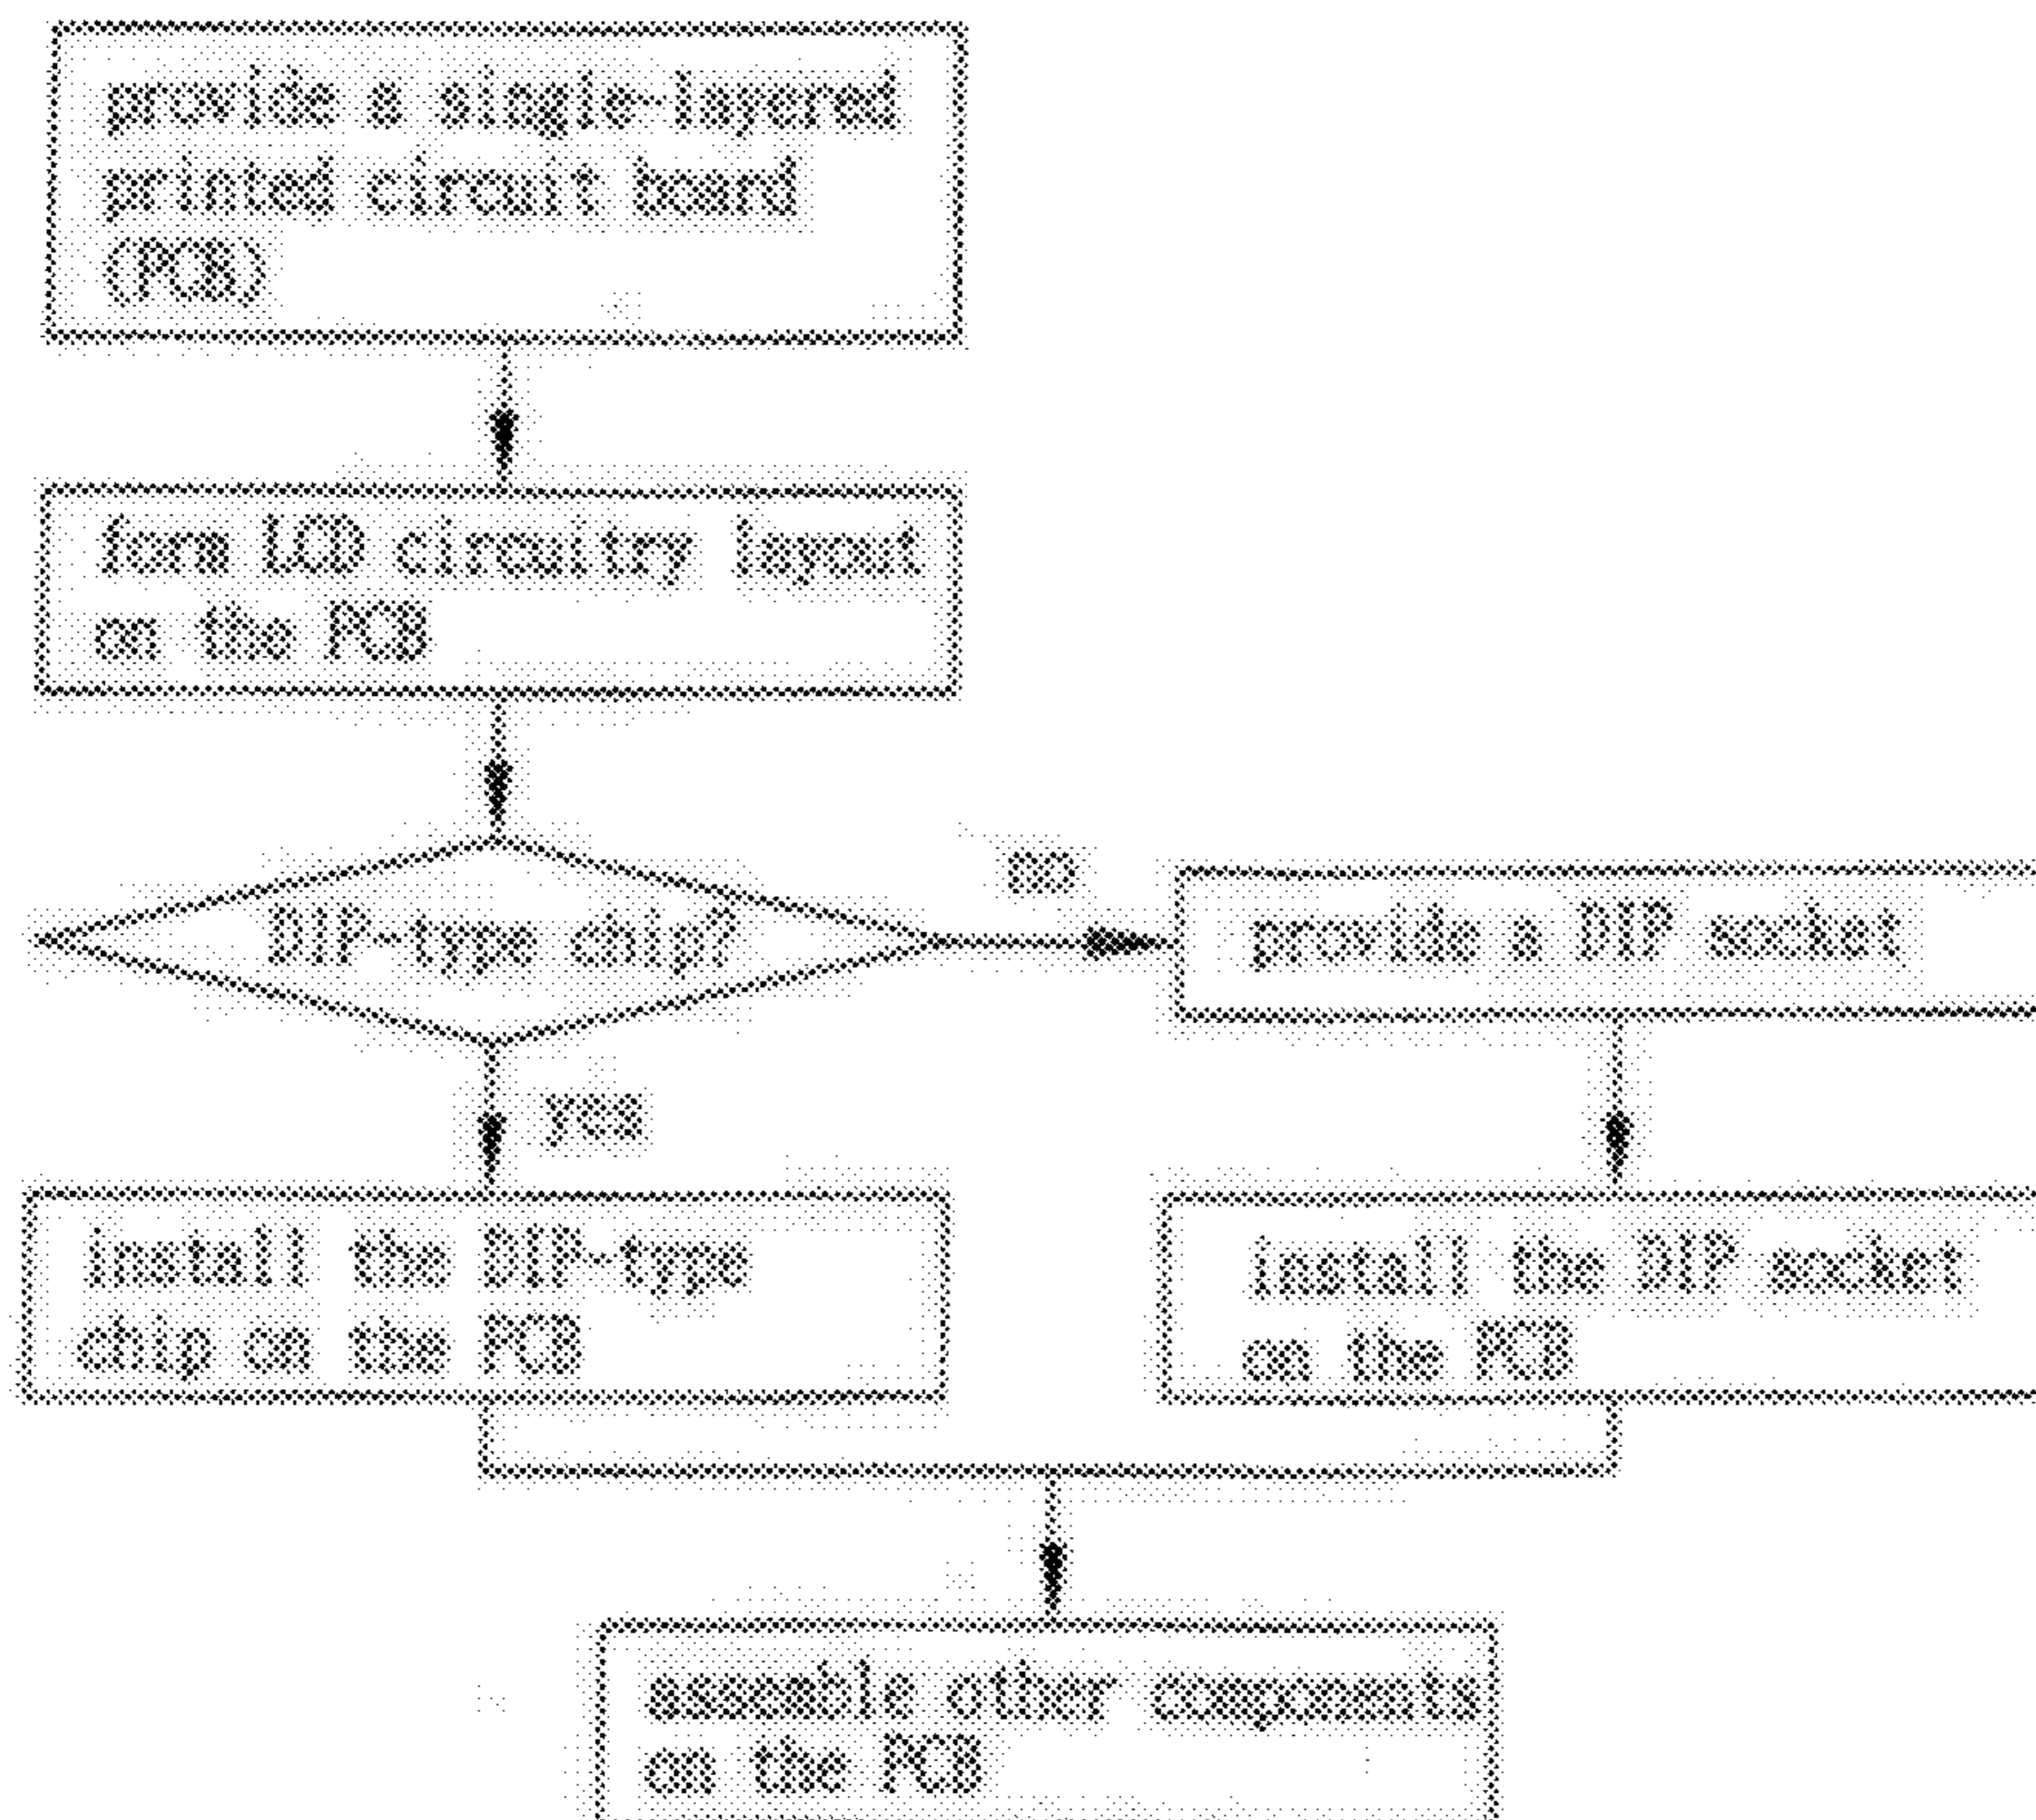 provide a single-layered
printed circuit board
(PCB)
form LCD circuitry layout
on the PCB
DIP-type chip?
no
provide a DIP socket
yes
install the DIP-type
chip on the PCB
install the DIP socket
on the PCB
assemble other components
on the PCB